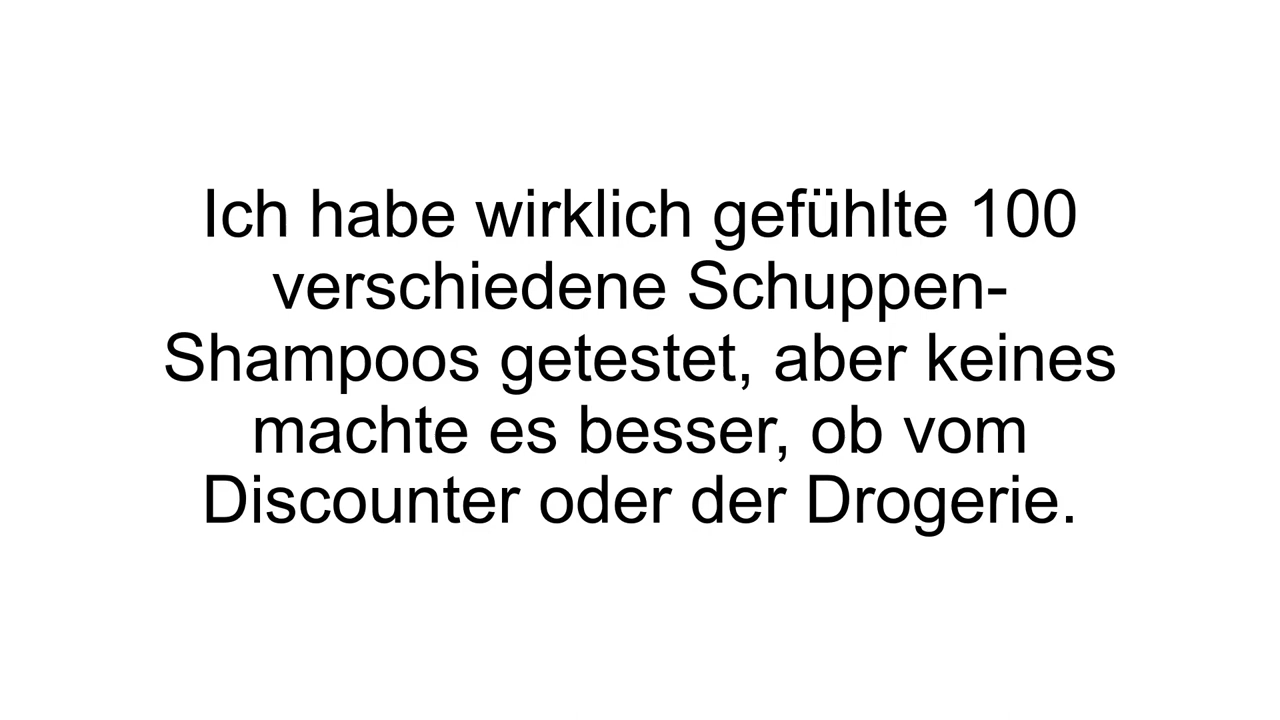 Ich habe wirklich gefühlte 100
verschiedene Schuppen-
Shampoos getestet, aber keines
machte es besser, ob vom
Discounter oder der Drogerie.